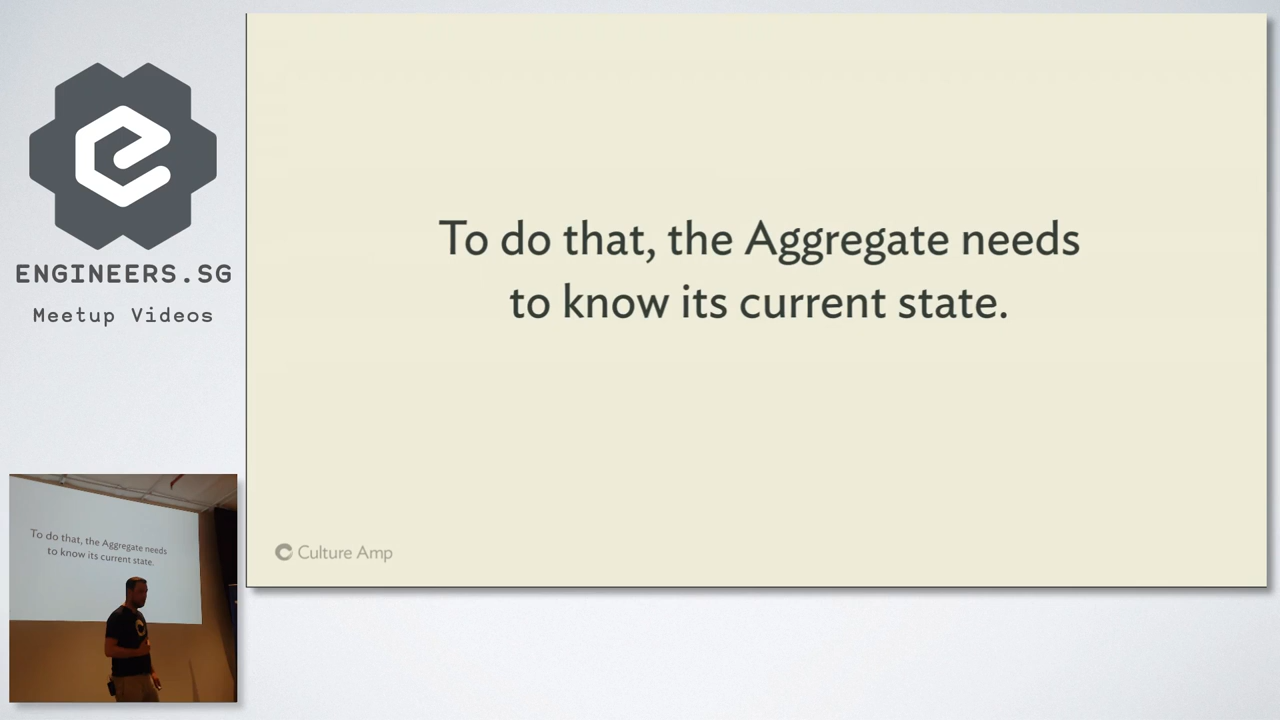 ENGINEERS.SG
Meetup Videos
To do that, the Aggregate needs
to know its current state.
Culture Amp
To do that, the Aggregate needs
to know its current state.